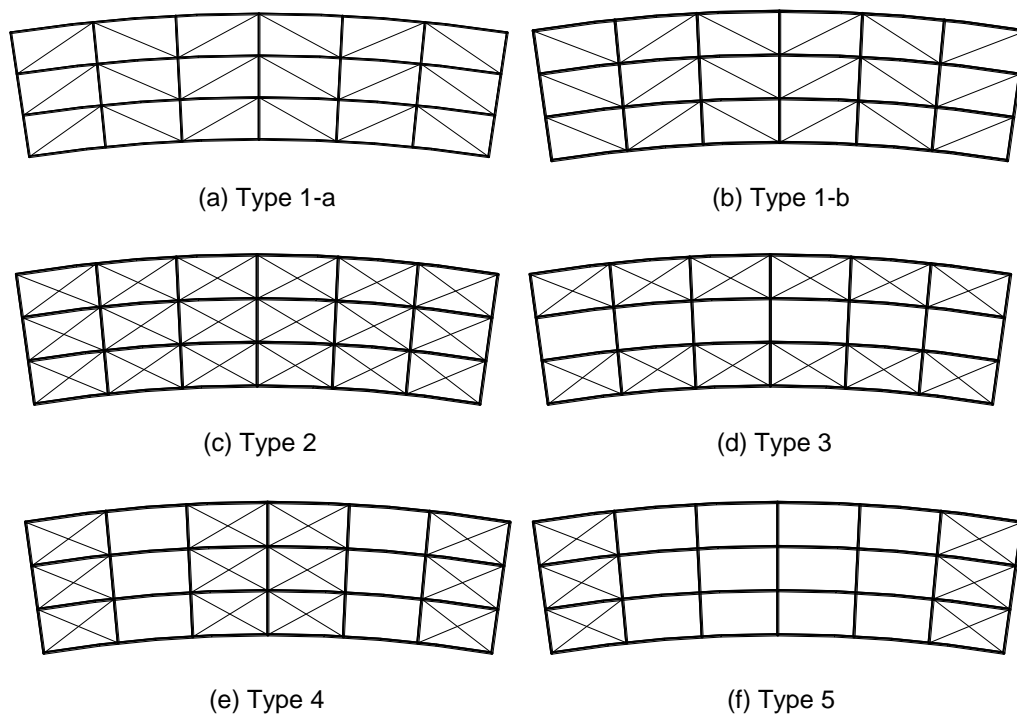 (a) Type 1-a
(b) Type 1-b
(c) Type 2
(d) Type 3
(e) Type 4
(f) Type 5